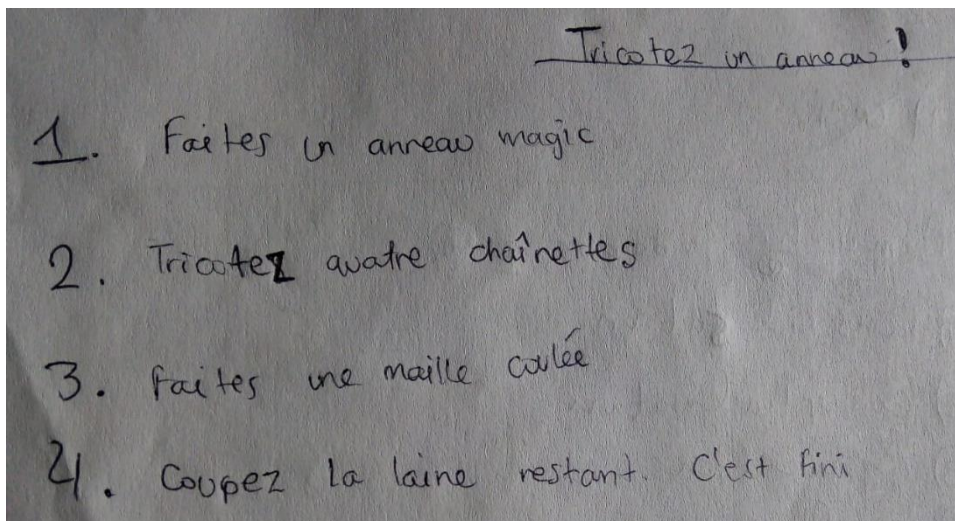 Tricotez un anneau!
1. Faites un anneau magic
2. Tricotez quatre chaînettes
3. Faites une maille coulée
4. Coupez la laine restant. C'est fini